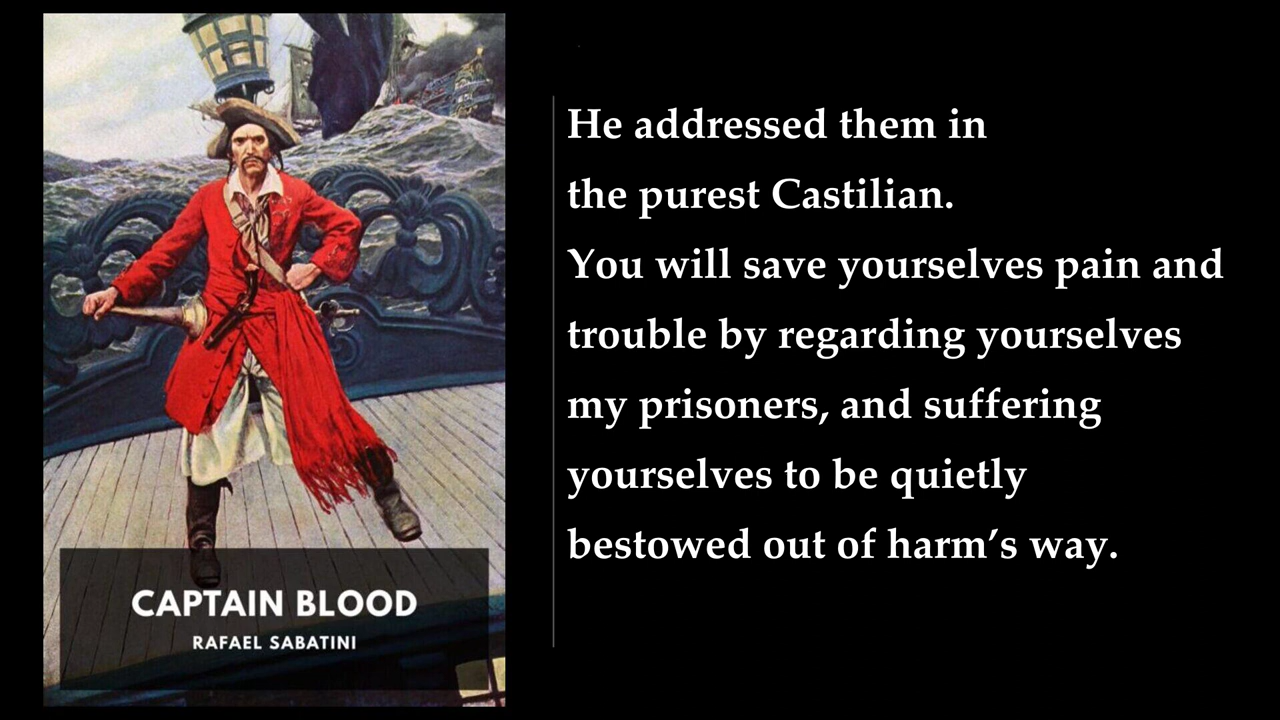 CAPTAIN BLOOD
RAFAEL SABATINI
He addressed them in
the purest Castilian.
You will save yourselves pain and
trouble by regarding yourselves
my prisoners, and suffering
yourselves to be quietly
bestowed out of harm’s way.